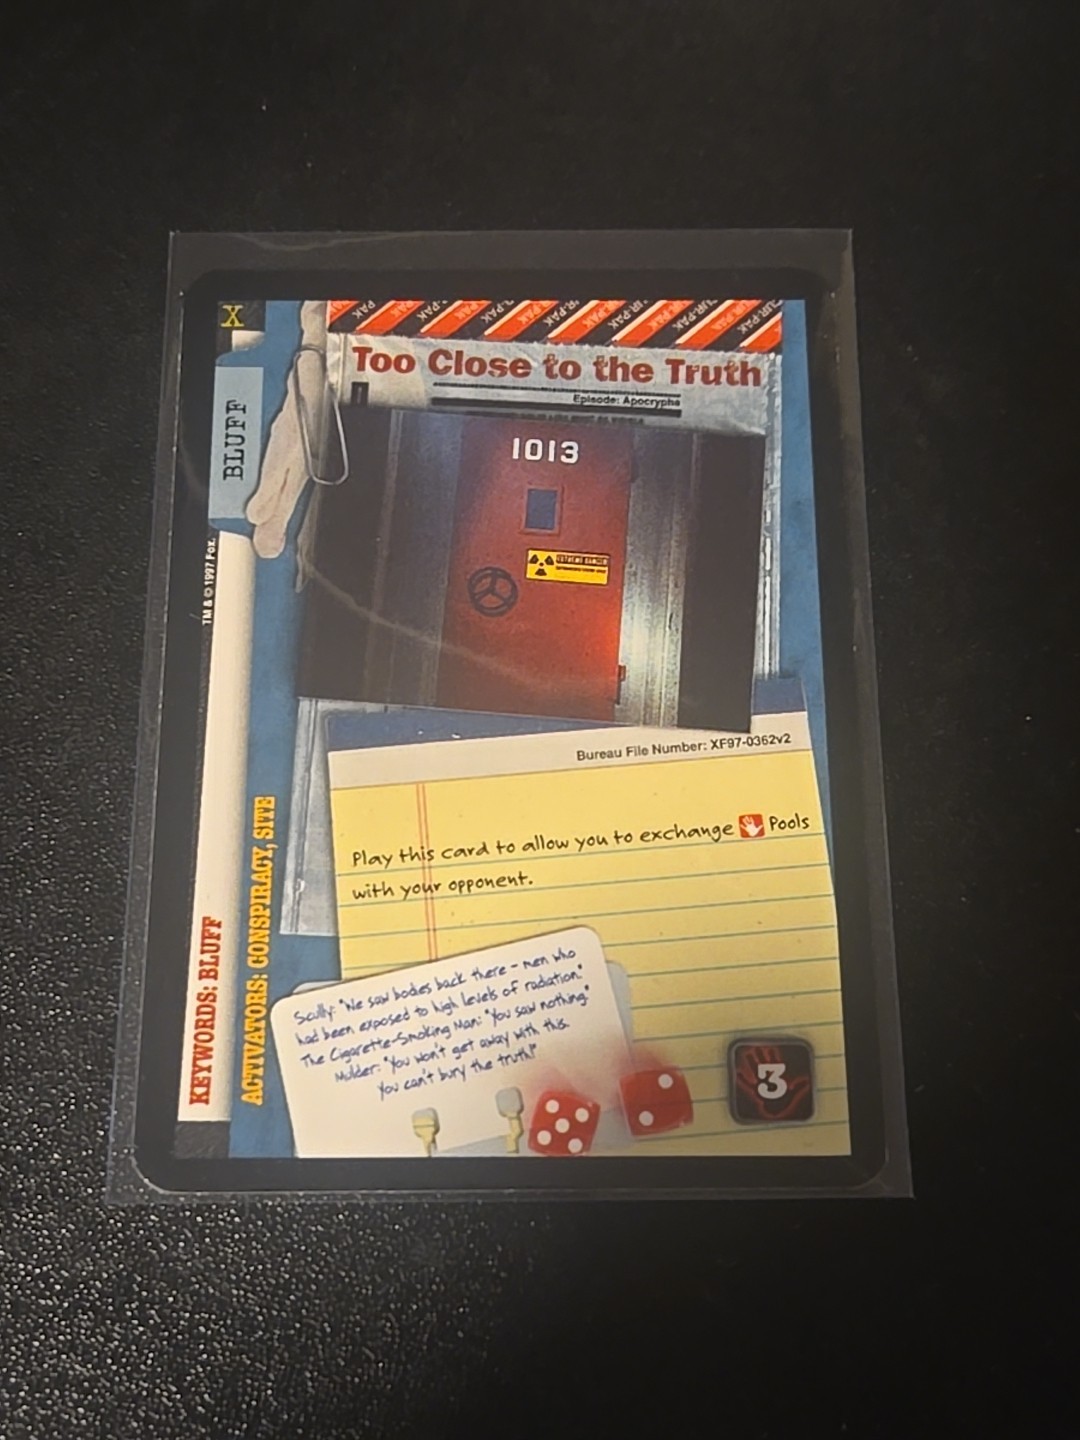 X
BLUFF
TM & © 1997 Fox.
KEYWORDS: BLUFF
ACTIVATORS: CONSPIRACY, SITE
Too Close to the Truth
Episode: Apocrypha
1013
EXTREME DANGER
Bureau File Number: XF97-0362v2
Play this card to allow you to exchange Pools
with your opponent.
Scully: "We saw bodies back there - men who
had been exposed to high levels of radiation."
The Cigarette-Smoking Man: "You saw nothing."
Mulder: "You won't get away with this.
You can't bury the truth!"
3